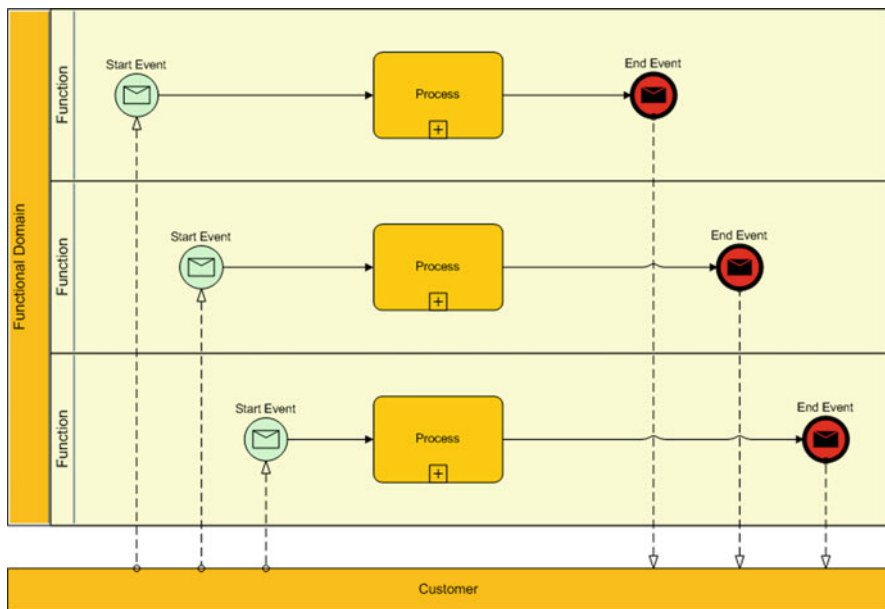 Functional Domain
Function
Start Event
Process
End Event
Function
Start Event
Process
End Event
Function
Start Event
Process
End Event
Customer